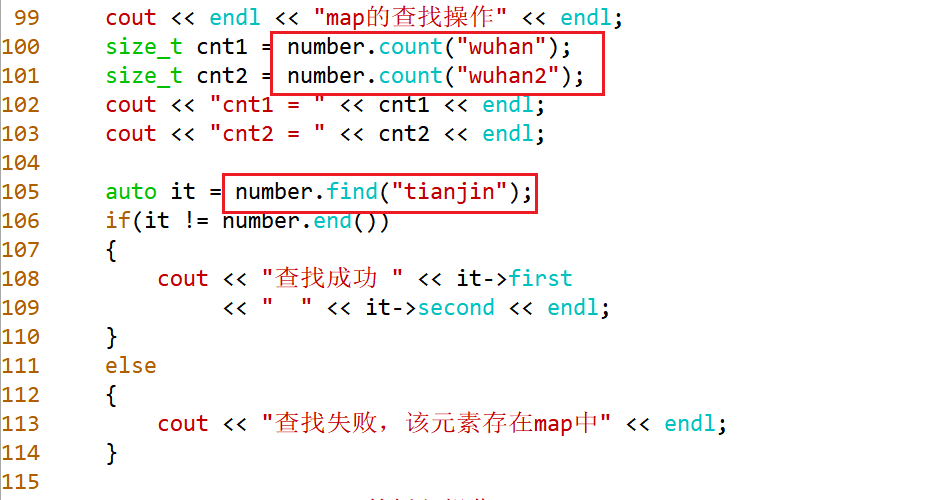 99 cout << endl << "map的查找操作" << endl;
100 size_t cnt1 = number.count("wuhan");
101 size_t cnt2 = number.count("wuhan2");
102 cout << "cnt1 = " << cnt1 << endl;
103 cout << "cnt2 = " << cnt2 << endl;
104
105 auto it = number.find("tianjin");
106 if(it != number.end())
107 {
108 cout << "查找成功 " << it->first
109 << "  " << it->second << endl;
110 }
111 else
112 {
113 cout << "查找失败，该元素存在map中" << endl;
114 }
115